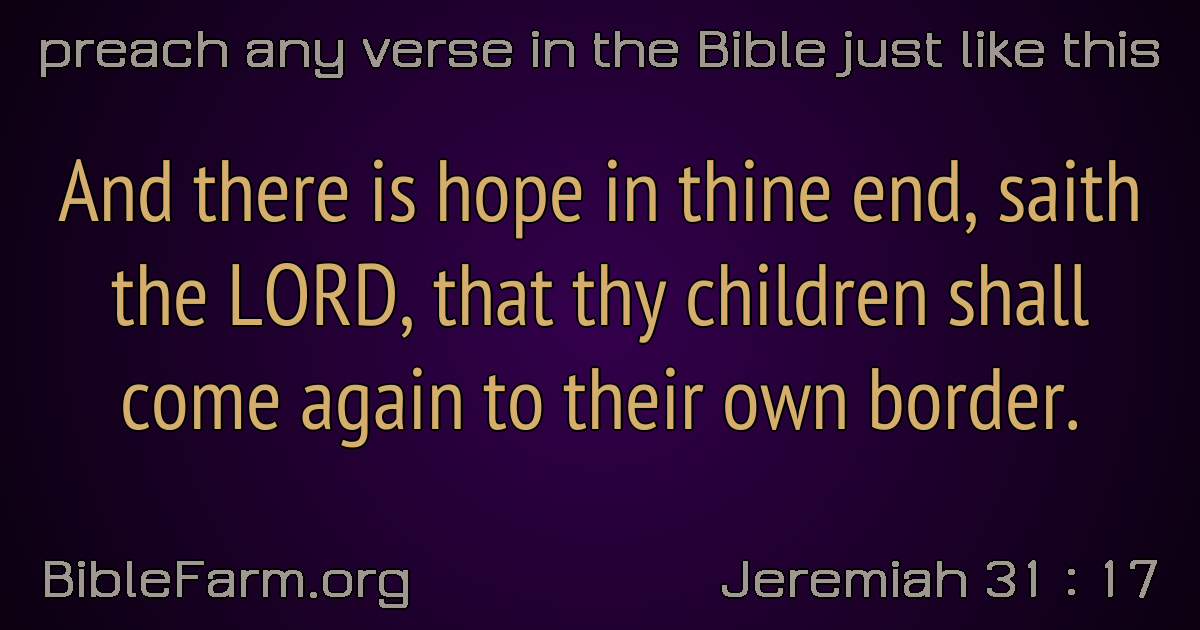 preach any verse in the Bible just like this
And there is hope in thine end, saith
the LORD, that thy children shall
come again to their own border.
BibleFarm.org
Jeremiah 31 : 17